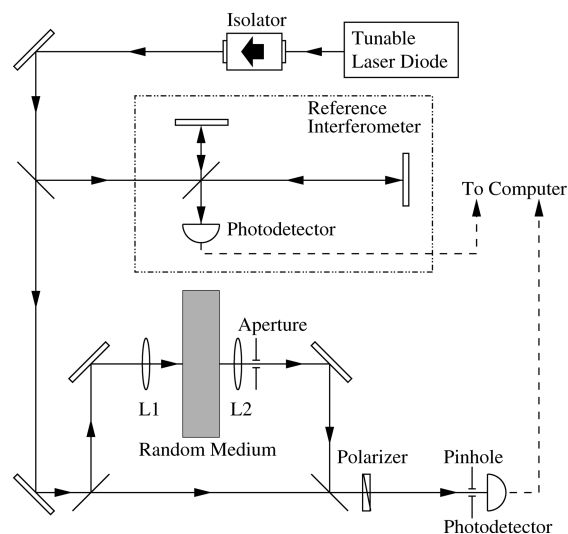 Isolator
Tunable
Laser Diode
Reference
Interferometer
To Computer
Photodetector
Aperture
L1
L2
Random Medium
Polarizer
Pinhole
Photodetector